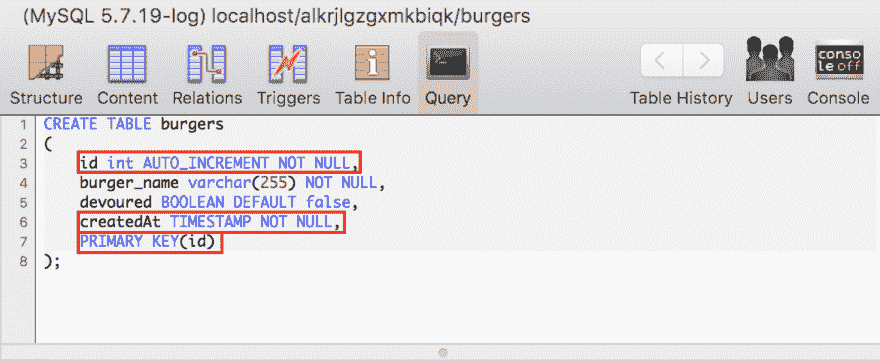 (MySQL 5.7.19-log) localhost/alkrjlgzgxmkbiqk/burgers
Structure Content Relations Triggers Table Info Query Table History Users Console
conso
le off
1 CREATE TABLE burgers
2 (
3 id int AUTO_INCREMENT NOT NULL,
4 burger_name varchar(255) NOT NULL,
5 devoured BOOLEAN DEFAULT false,
6 createdAt TIMESTAMP NOT NULL,
7 PRIMARY KEY(id)
8 );